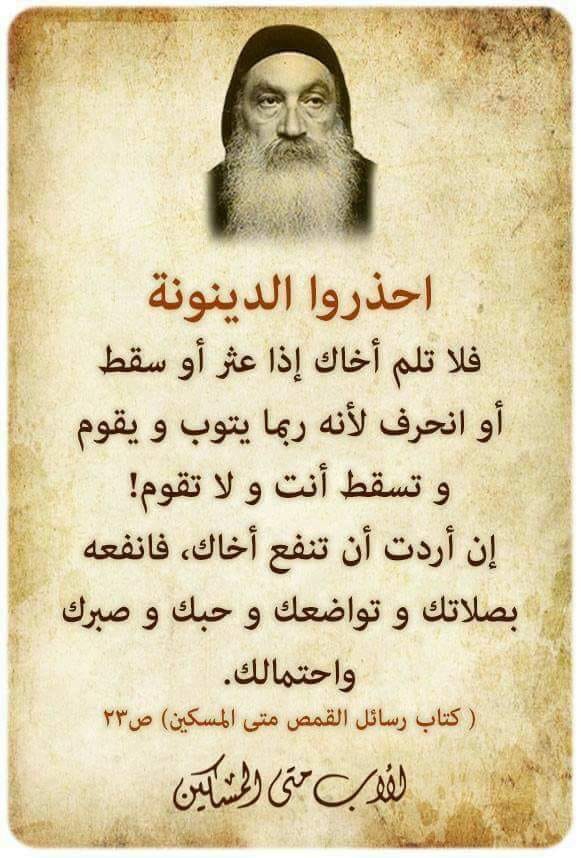 احذروا الدينونة
فلا تلم أخاك إذا عثر أو سقط
أو انحرف لأنه ربما يتوب و يقوم
و تسقط أنت و لا تقوم!
إن أردت أن تنفع أخاك، فانفعه
بصلاتك و تواضعك و حبك و صبرك
واحتمالك.
( كتاب رسائل القمص متى المسكين) ص٢٣
الأب متى المسكين